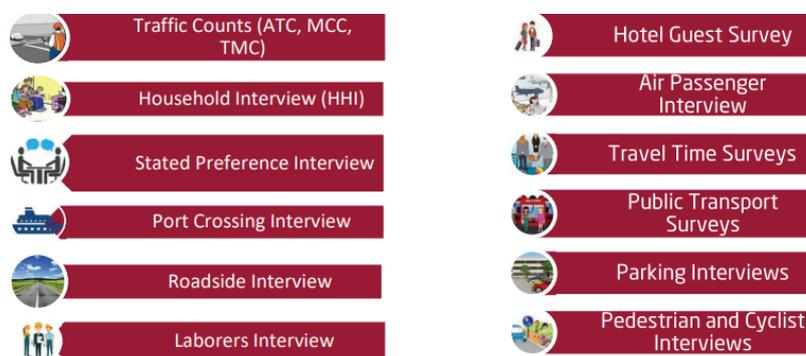 Traffic Counts (ATC, MCC,
TMC)
Household Interview (HHI)
Stated Preference Interview
Port Crossing Interview
Roadside Interview
Laborers Interview
Hotel Guest Survey
Air Passenger
Interview
Travel Time Surveys
Public Transport
Surveys
Parking Interviews
Pedestrian and Cyclist
Interviews